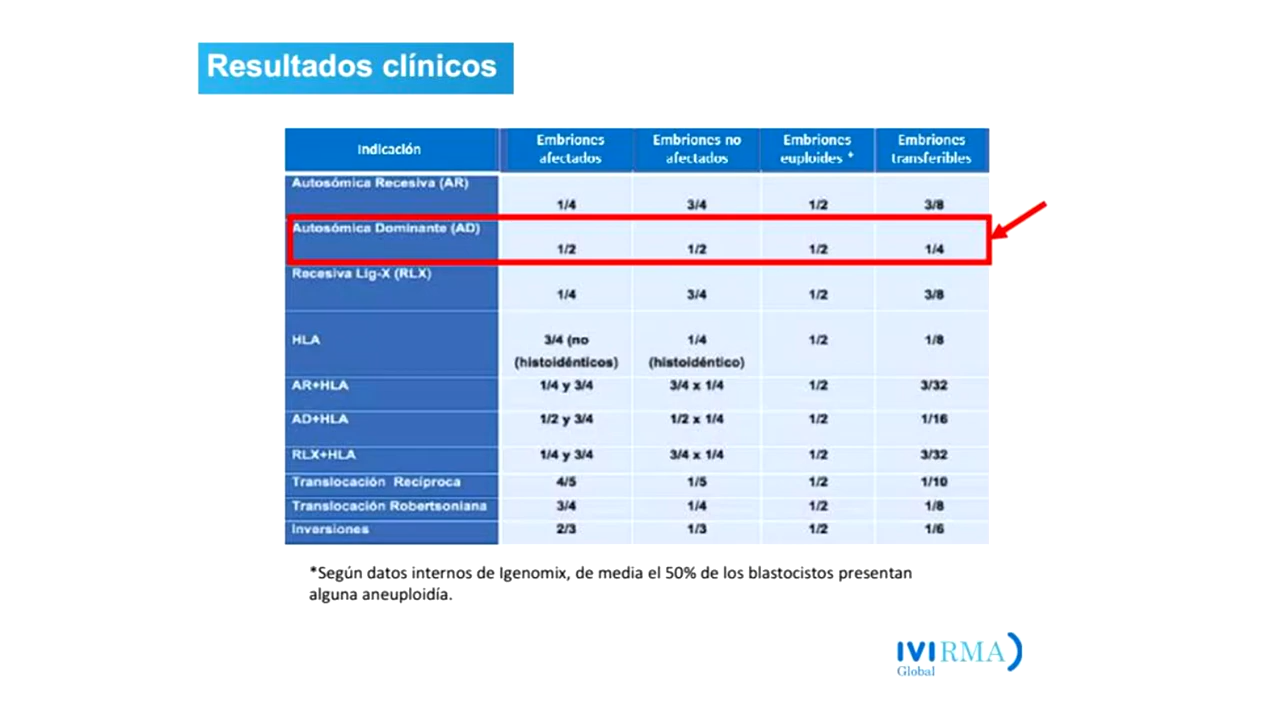 Resultados clínicos
Indicación
Embriones
afectados
Embriones no
afectados
Embriones
euploides *
Embriones
transferibles
Autosómica Recesiva (AR)
1/4 3/4 1/2 3/8
Autosómica Dominante (AD)
1/2 1/2 1/2 1/4
Recesiva Lig-X (RLX)
1/4 3/4 1/2 3/8
HLA 3/4 (no 1/4 1/2 1/8
(histoidénticos) (histoidéntico)
AR+HLA 1/4 y 3/4 3/4 x 1/4 1/2 3/32
AD+HLA 1/2 y 3/4 1/2 x 1/4 1/2 1/16
RLX+HLA 1/4 y 3/4 3/4 x 1/4 1/2 3/32
Translocación Recíproca 4/5 1/5 1/2 1/10
Translocación Robertsoniana 3/4 1/4 1/2 1/8
Inversiones 2/3 1/3 1/2 1/6
*Según datos internos de Igenomix, de media el 50% de los blastocistos presentan
alguna aneuploidía.
IVIRMA
Global